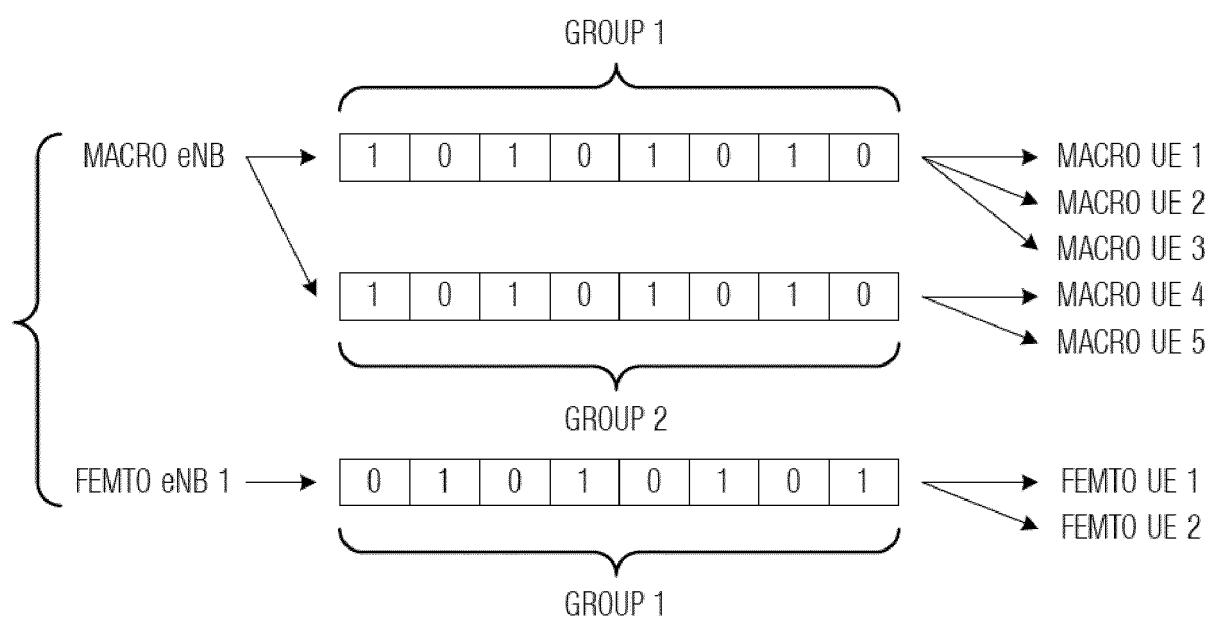 GROUP 1
MACRO eNB 1 0 1 0 1 0 1 0 MACRO UE 1
MACRO UE 2
MACRO UE 3
1 0 1 0 1 0 1 0 MACRO UE 4
MACRO UE 5
GROUP 2
FEMTO eNB 1 0 1 0 1 0 1 0 1 FEMTO UE 1
FEMTO UE 2
GROUP 1